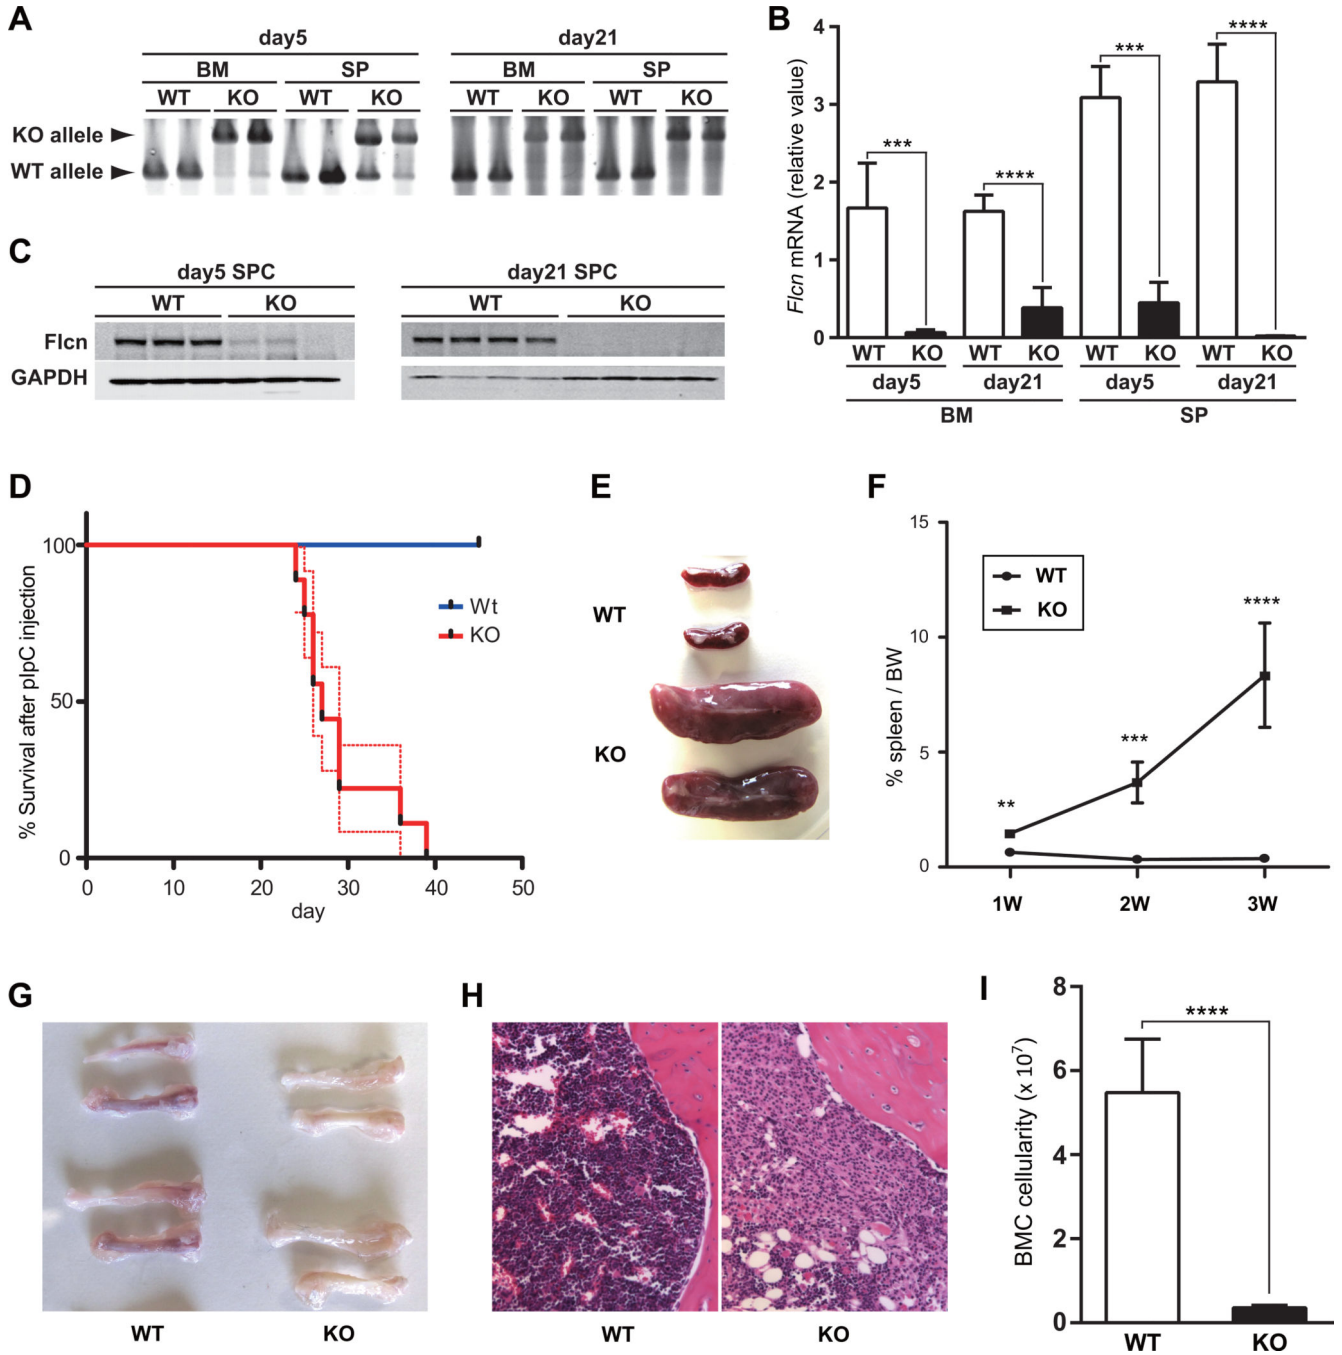 A
day5 day21
BM SP BM SP
WT KO WT KO WT KO WT KO
KO allele
WT allele
B
Flcn mRNA (relative value)
4
3
2
1
0
*** **** *** ****
WT KO WT KO WT KO WT KO
day5 day21 day5 day21
BM SP
C
day5 SPC day21 SPC
WT KO WT KO
Flcn
GAPDH
D
% Survival after pIpC injection
100
50
0
0 10 20 30 40 50
day
Wt
KO
E
WT
KO
F
% spleen / BW
15
10
5
0
WT
KO
** *** ****
1W 2W 3W
G
WT KO
H
WT KO
I
BMC cellularity (x 10⁷)
8
6
4
2
0
****
WT KO